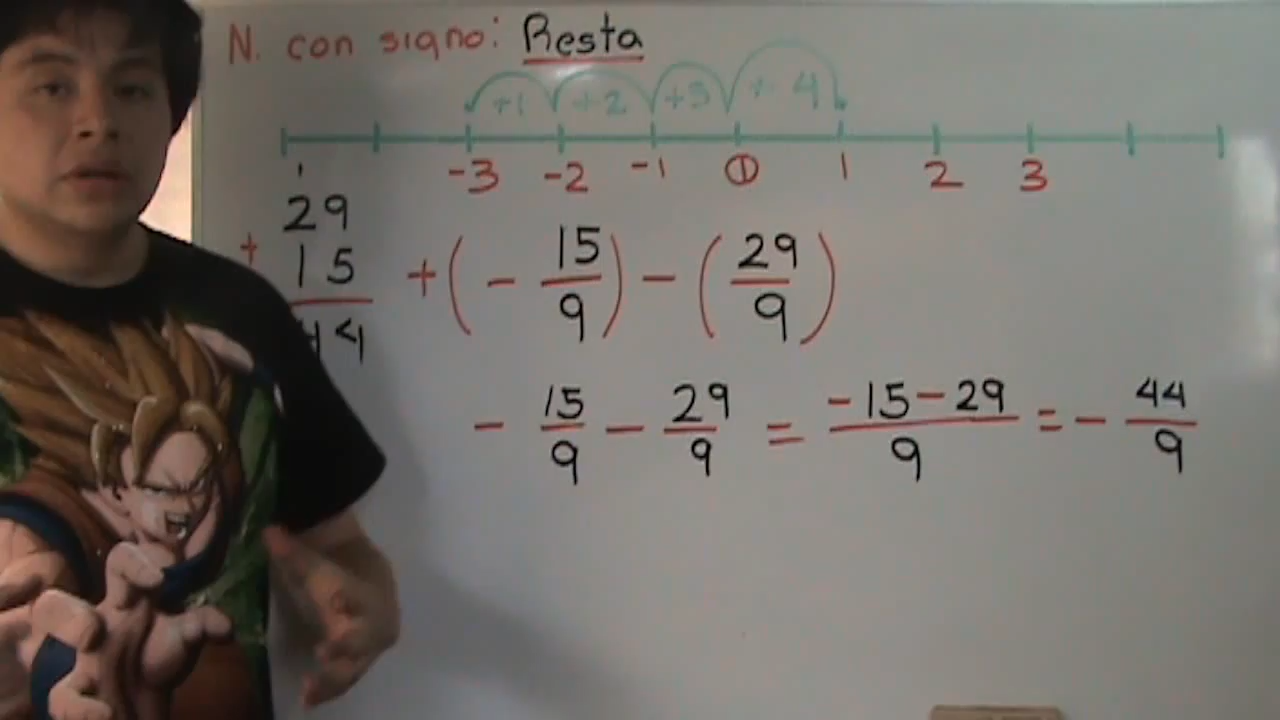 N. con signo: Resta
+1 +2 +3 + 4
-3 -2 -1 0 1 2 3
1
29
+ 15
44
+(- 15/9) - (29/9)
- 15/9 - 29/9 = -15-29/9 = - 44/9